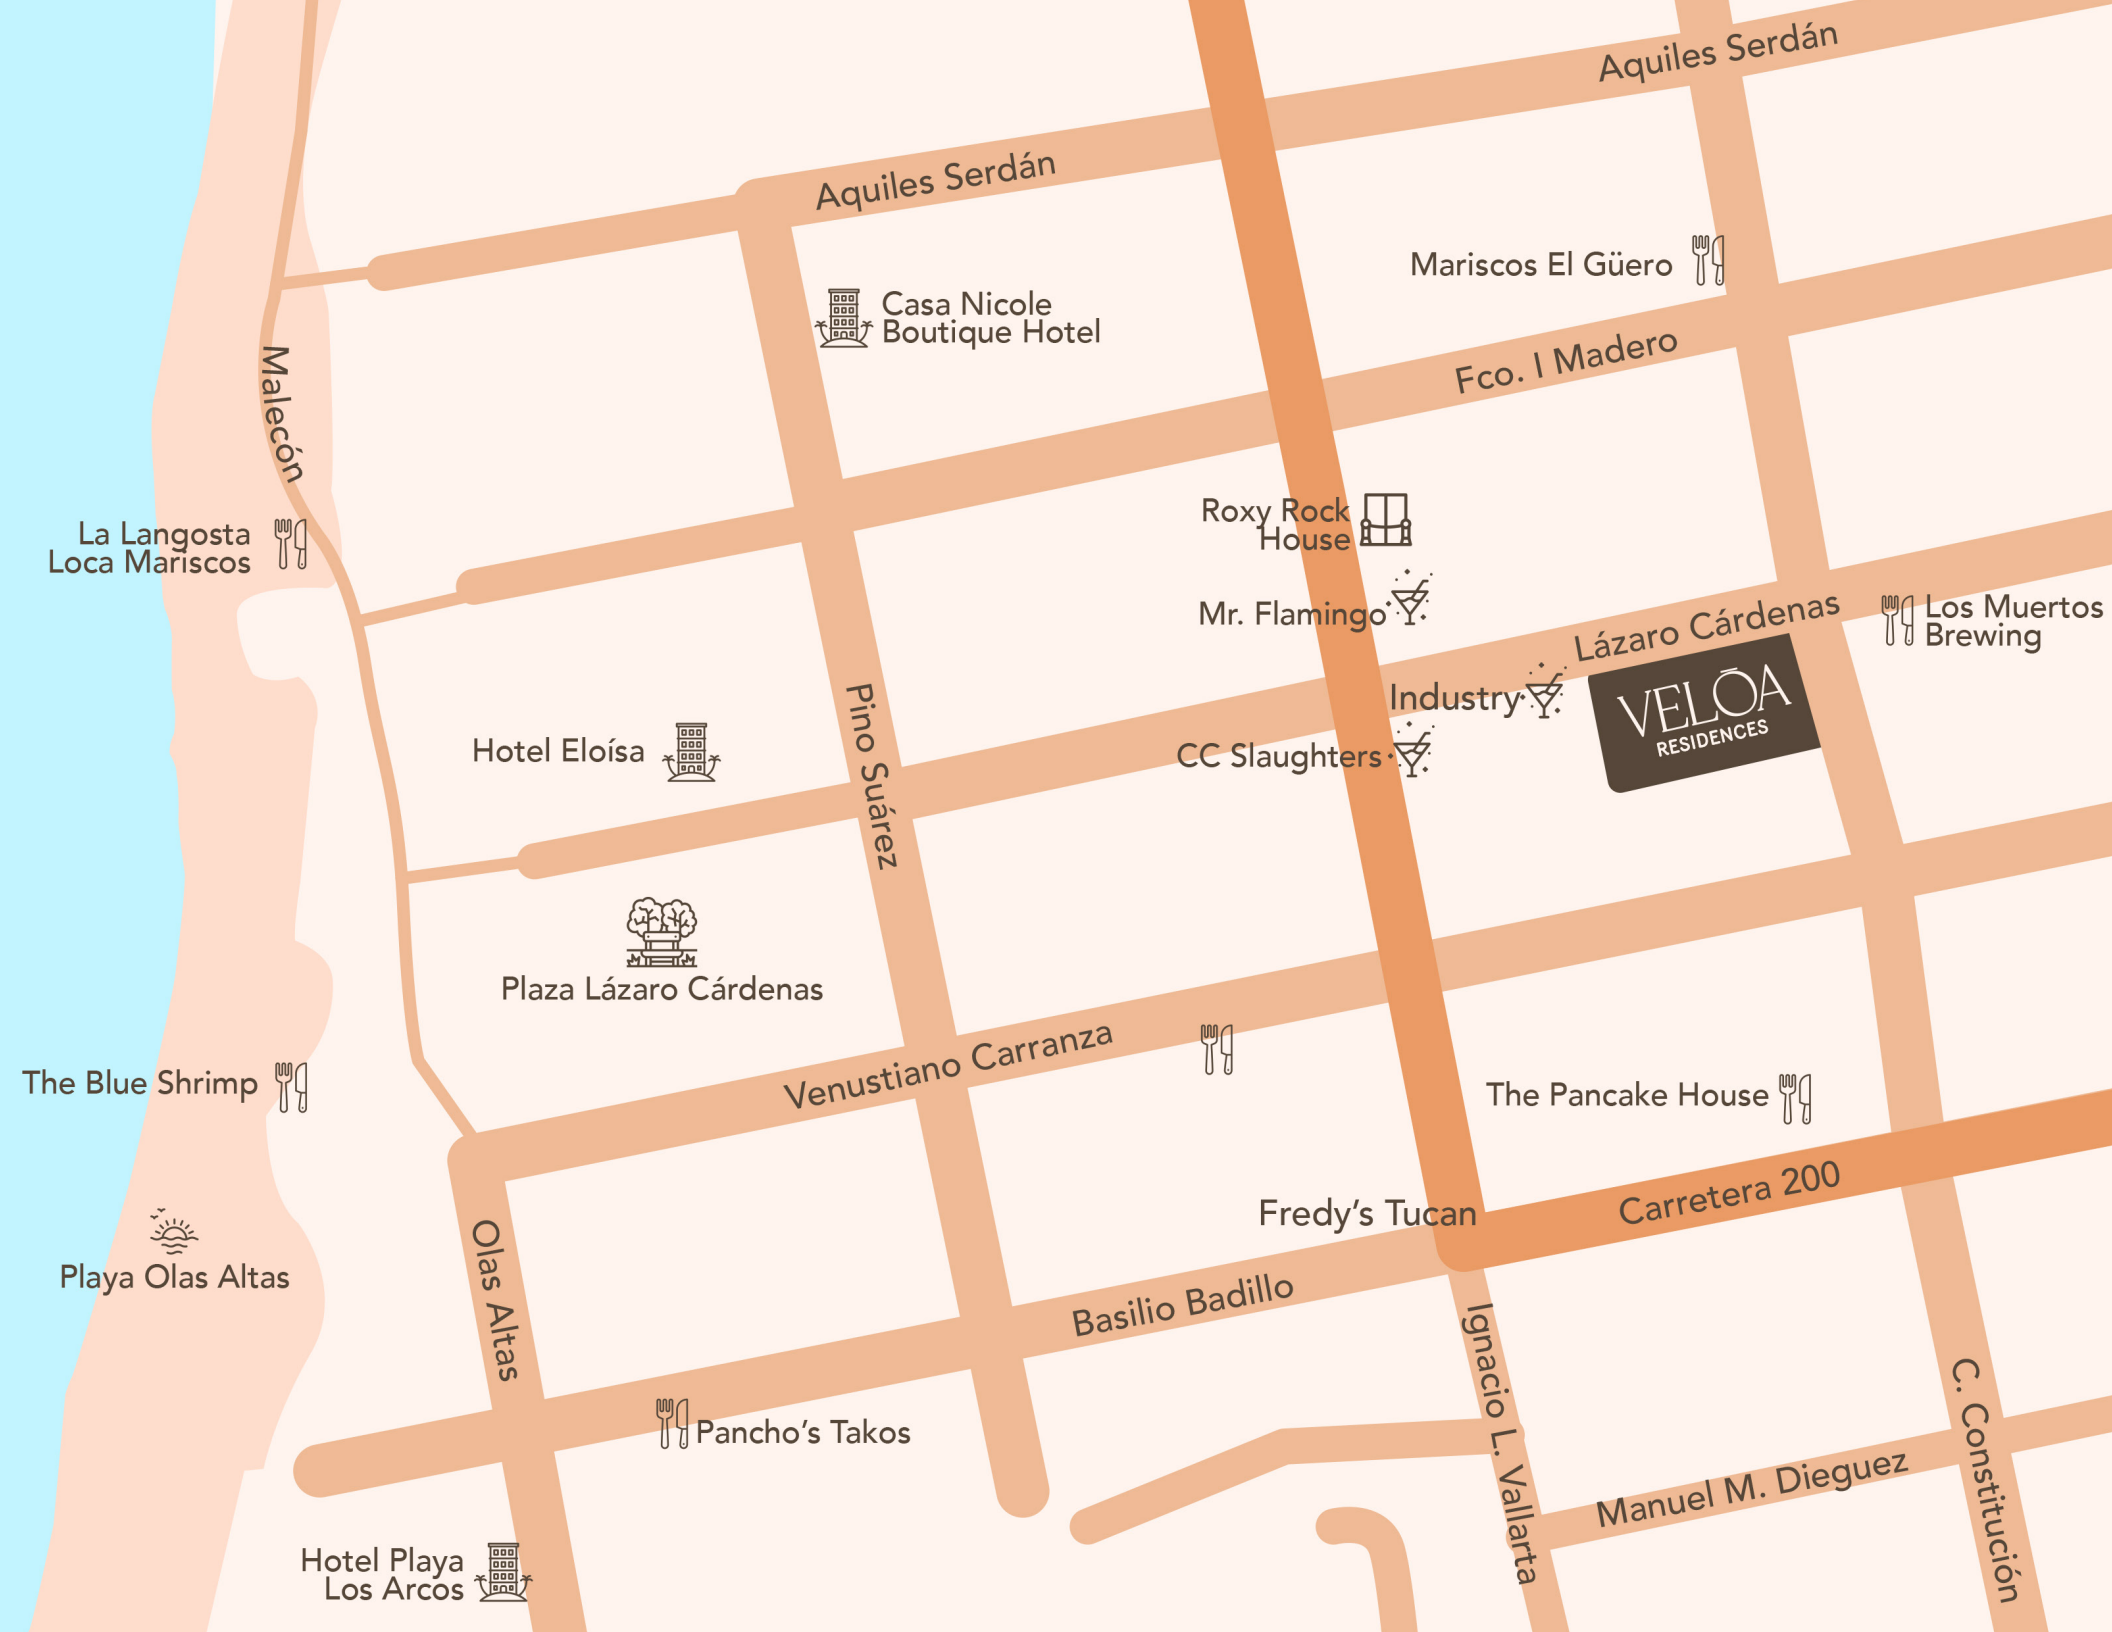 Aquiles Serdán
Aquiles Serdán
Mariscos El Güero
Casa Nicole
Boutique Hotel
Fco. I Madero
Malecón
Roxy Rock
House
La Langosta
Loca Mariscos
Mr. Flamingo
Lázaro Cárdenas
Los Muertos
Brewing
Industry
VELŌA
RESIDENCES
Hotel Eloísa
Pino Suárez
CC Slaughters
Plaza Lázaro Cárdenas
Venustiano Carranza
The Blue Shrimp
The Pancake House
Fredy’s Tucan
Carretera 200
Playa Olas Altas
Olas Altas
Basilio Badillo
Ignacio L. Vallarta
C. Constitución
Pancho’s Takos
Manuel M. Dieguez
Hotel Playa
Los Arcos